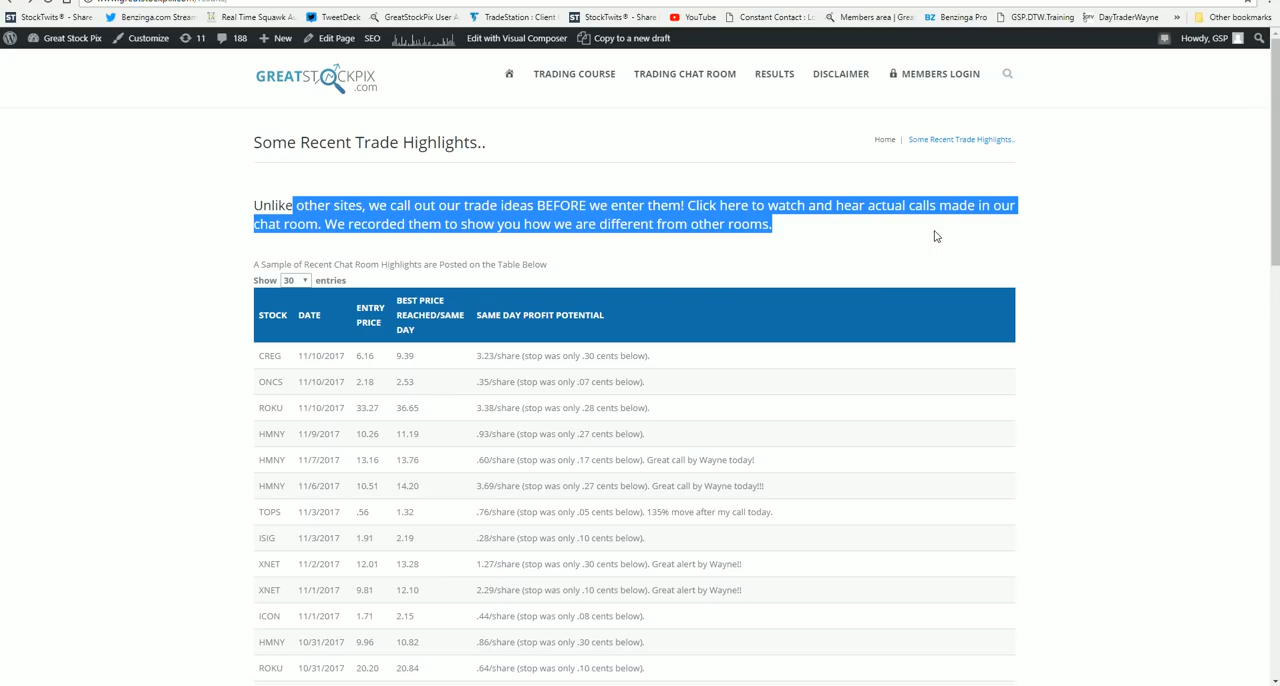 StockTwits® - Share
Benzinga.com Stream
Real Time Squawk
TweetDeck
GreatStockPix User
TradeStation : Client
StockTwits® - Share
YouTube
Constant Contact :
Members area | Grea
Benzinga Pro
GSP.DTW.Training
DayTraderWayne
»
Other bookmarks
Great Stock Pix
Customize
11
188
New
Edit Page
SEO
Edit with Visual Composer
Copy to a new draft
Howdy, GSP
GREATSTOCKPIX
.com
TRADING COURSE
TRADING CHAT ROOM
RESULTS
DISCLAIMER
MEMBERS LOGIN
Some Recent Trade Highlights..
Home | Some Recent Trade Highlights..
Unlike other sites, we call out our trade ideas BEFORE we enter them! Click here to watch and hear actual calls made in our
chat room. We recorded them to show you how we are different from other rooms.
A Sample of Recent Chat Room Highlights are Posted on the Table Below
Show 30 entries
STOCK DATE ENTRY PRICE BEST PRICE REACHED/SAME DAY SAME DAY PROFIT POTENTIAL
CREG 11/10/2017 6.16 9.39 3.23/share (stop was only .30 cents below).
ONCS 11/10/2017 2.18 2.53 .35/share (stop was only .07 cents below).
ROKU 11/10/2017 33.27 36.65 3.38/share (stop was only .28 cents below).
HMNY 11/9/2017 10.26 11.19 .93/share (stop was only .27 cents below).
HMNY 11/7/2017 13.16 13.76 .60/share (stop was only .17 cents below). Great call by Wayne today!
HMNY 11/6/2017 10.51 14.20 3.69/share (stop was only .27 cents below). Great call by Wayne today!!!
TOPS 11/3/2017 .56 1.32 .76/share (stop was only .05 cents below). 135% move after my call today.
ISIG 11/3/2017 1.91 2.19 .28/share (stop was only .10 cents below).
XNET 11/2/2017 12.01 13.28 1.27/share (stop was only .30 cents below). Great alert by Wayne!!
XNET 11/1/2017 9.81 12.10 2.29/share (stop was only .10 cents below). Great alert by Wayne!!
ICON 11/1/2017 1.71 2.15 .44/share (stop was only .08 cents below).
HMNY 10/31/2017 9.96 10.82 .86/share (stop was only .30 cents below).
ROKU 10/31/2017 20.20 20.84 .64/share (stop was only .10 cents below).